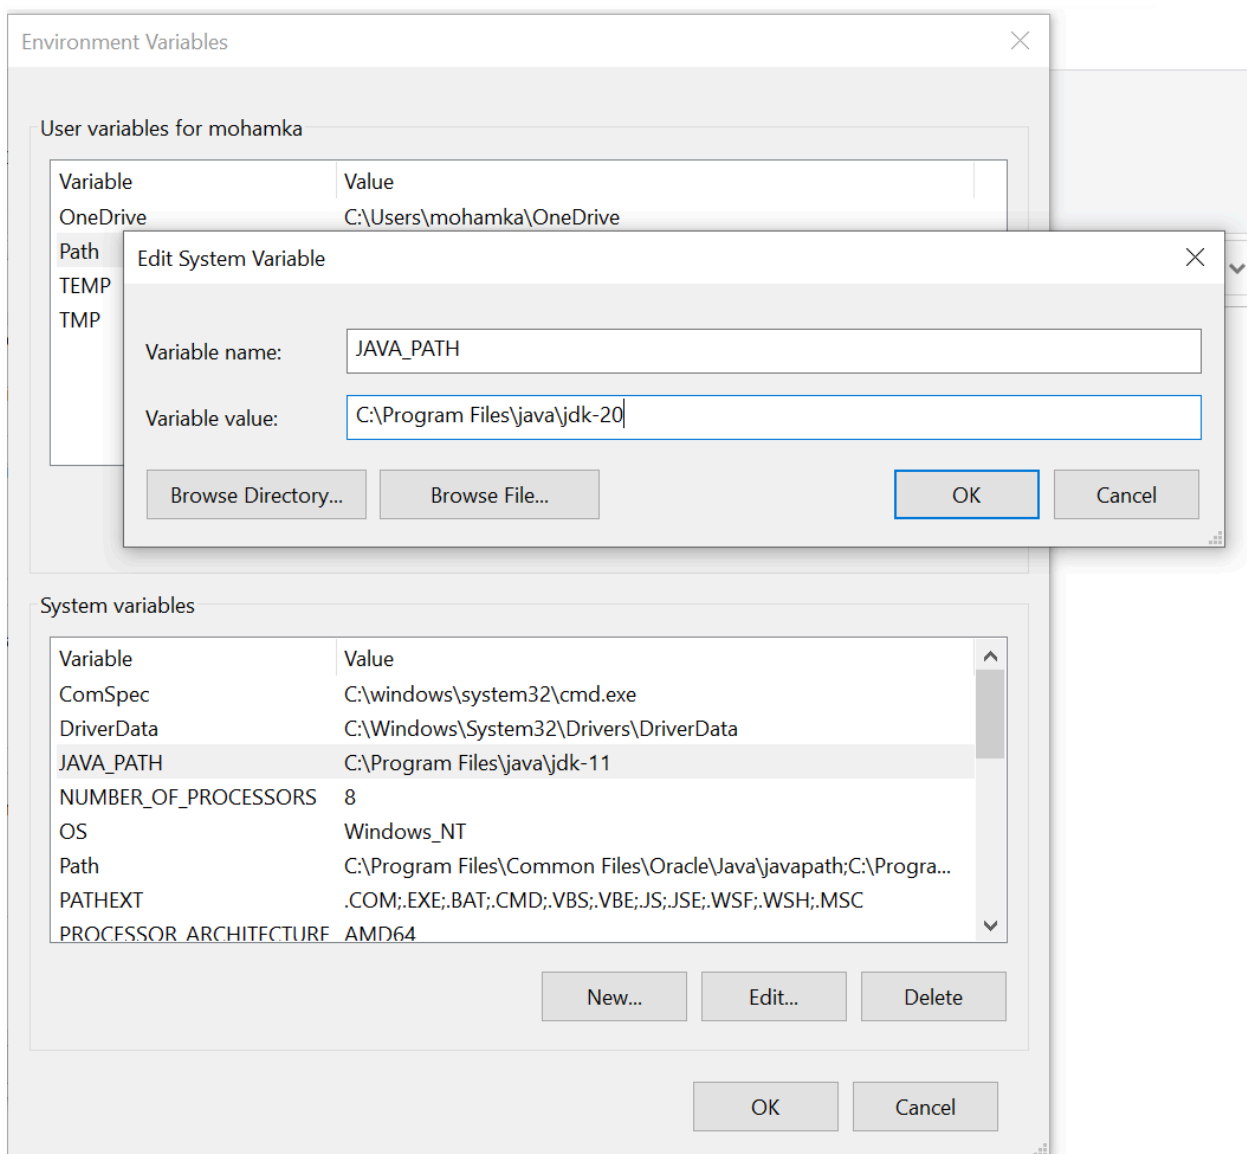 Environment Variables
User variables for mohamka
Variable Value
OneDrive C:\Users\mohamka\OneDrive
Path
TEMP
TMP
Edit System Variable
Variable name: JAVA_PATH
Variable value: C:\Program Files\java\jdk-20
Browse Directory... Browse File... OK Cancel
System variables
Variable Value
ComSpec C:\windows\system32\cmd.exe
DriverData C:\Windows\System32\Drivers\DriverData
JAVA_PATH C:\Program Files\java\jdk-11
NUMBER_OF_PROCESSORS 8
OS Windows_NT
Path C:\Program Files\Common Files\Oracle\Java\javapath;C:\Progra...
PATHEXT .COM;.EXE;.BAT;.CMD;.VBS;.VBE;.JS;.JSE;.WSF;.WSH;.MSC
PROCESSOR_ARCHITECTURE AMD64
New... Edit... Delete
OK Cancel